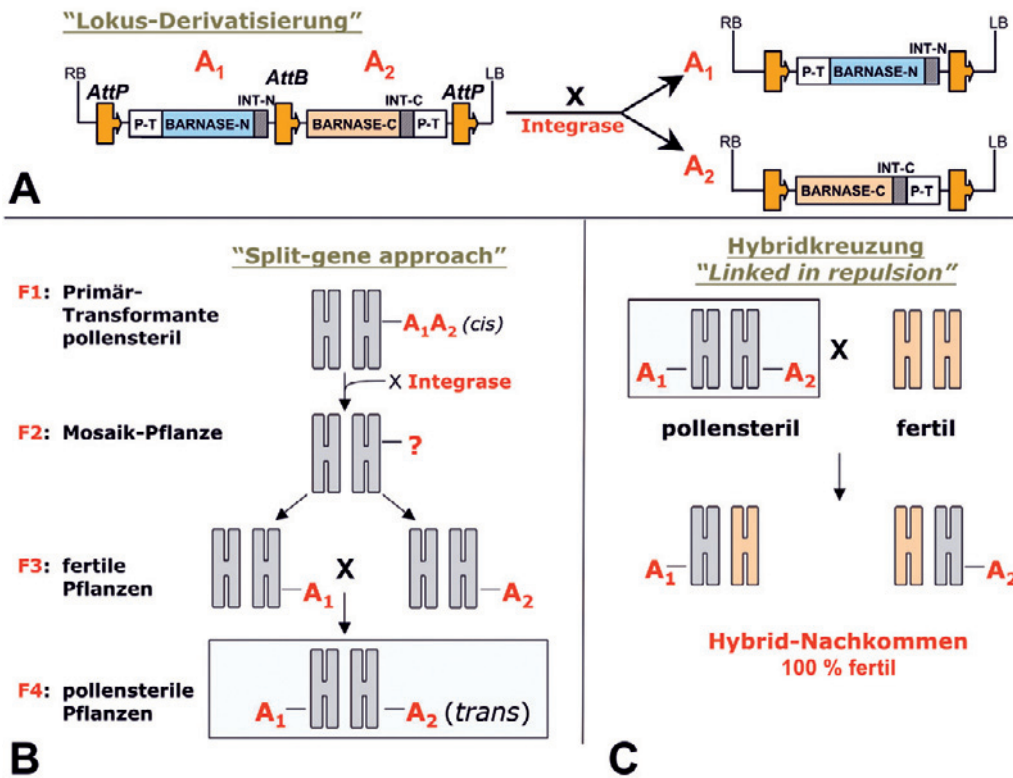 "Lokus-Derivatisierung"
A1 A2
RB AttP AttB AttP LB
INT-N INT-C
P-T BARNASE-N BARNASE-C P-T
X
Integrase
A1
RB INT-N LB
P-T BARNASE-N
A2
RB INT-C LB
BARNASE-C P-T
A
"Split-gene approach"
F1: Primär-
Transformante
pollensteril
A1A2 (cis)
X Integrase
F2: Mosaik-Pflanze
?
F3: fertile
Pflanzen
A1 X A2
F4: pollensterile
Pflanzen
A1 A2 (trans)
B
Hybridkreuzung
"Linked in repulsion"
A1 A2 X
pollensteril fertil
A1 A2
Hybrid-Nachkommen
100 % fertil
C